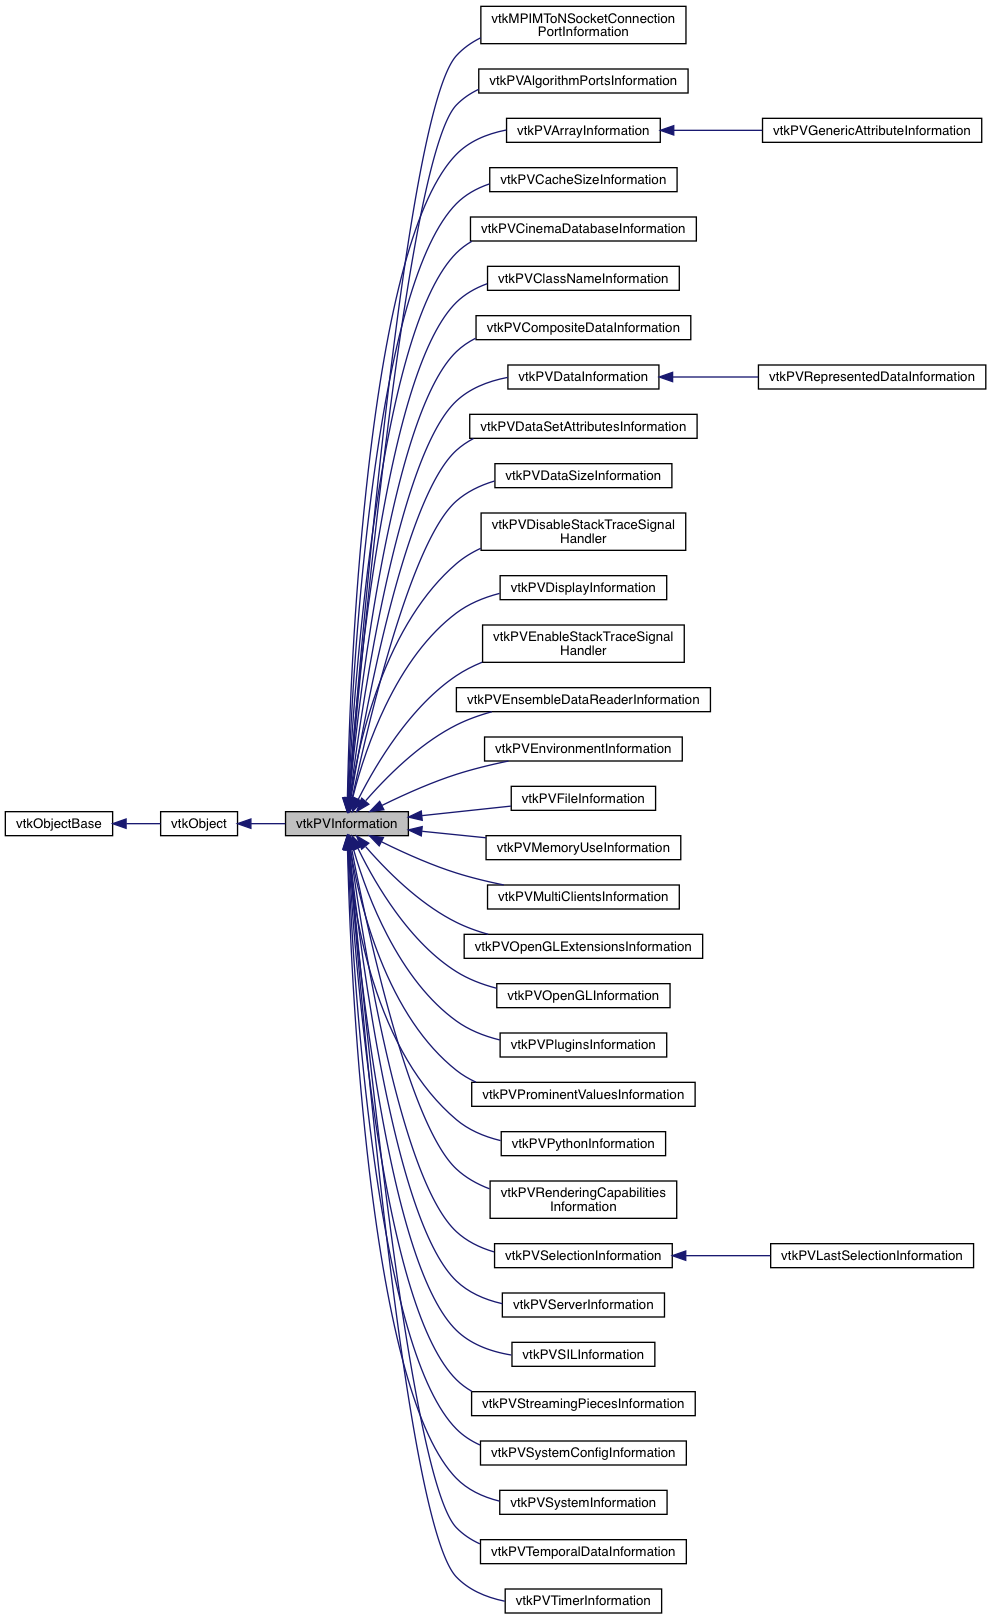 vtkMPIMToNSocketConnection
PortInformation
vtkPVAlgorithmPortsInformation
vtkPVArrayInformation
vtkPVGenericAttributeInformation
vtkPVCacheSizeInformation
vtkPVCinemaDatabaseInformation
vtkPVClassNameInformation
vtkPVCompositeDataInformation
vtkPVDataInformation
vtkPVRepresentedDataInformation
vtkPVDataSetAttributesInformation
vtkPVDataSizeInformation
vtkPVDisableStackTraceSignal
Handler
vtkPVDisplayInformation
vtkPVEnableStackTraceSignal
Handler
vtkPVEnsembleDataReaderInformation
vtkPVEnvironmentInformation
vtkPVFileInformation
vtkObjectBase
vtkObject
vtkPVInformation
vtkPVMemoryUseInformation
vtkPVMultiClientsInformation
vtkPVOpenGLExtensionsInformation
vtkPVOpenGLInformation
vtkPVPluginsInformation
vtkPVProminentValuesInformation
vtkPVPythonInformation
vtkPVRenderingCapabilities
Information
vtkPVSelectionInformation
vtkPVLastSelectionInformation
vtkPVServerInformation
vtkPVSILInformation
vtkPVStreamingPiecesInformation
vtkPVSystemConfigInformation
vtkPVSystemInformation
vtkPVTemporalDataInformation
vtkPVTimerInformation